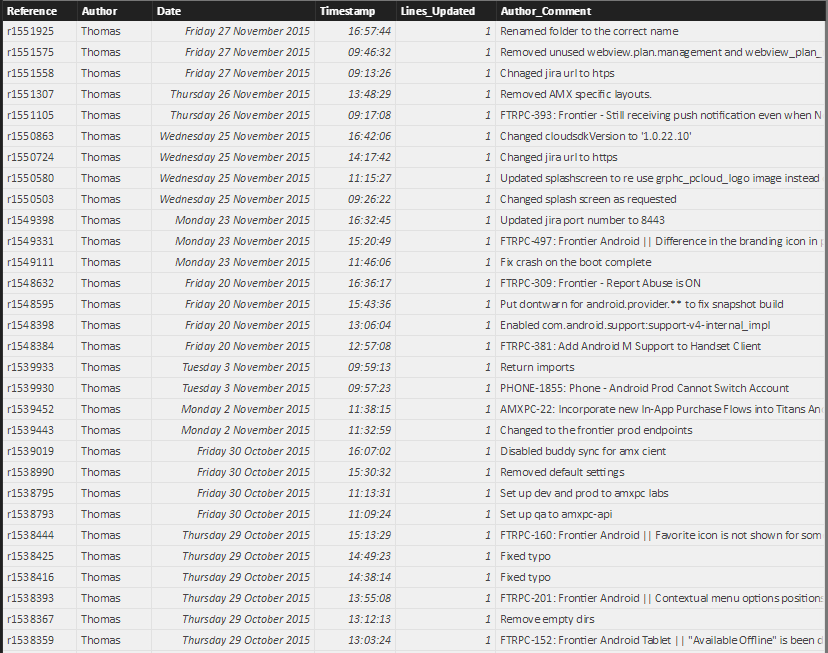 Reference Author Date Timestamp Lines_Updated Author_Comment
r1551925 Thomas Friday 27 November 2015 16:57:44 1 Renamed folder to the correct name
r1551575 Thomas Friday 27 November 2015 09:46:32 1 Removed unused webview.plan.management and webview_plan_
r1551558 Thomas Friday 27 November 2015 09:13:26 1 Chnaged jira url to htps
r1551307 Thomas Thursday 26 November 2015 13:48:29 1 Removed AMX specific layouts.
r1551105 Thomas Thursday 26 November 2015 09:17:08 1 FTRPC-393: Frontier - Still receiving push notification even when N
r1550863 Thomas Wednesday 25 November 2015 16:42:06 1 Changed cloudsdkVersion to '1.0.22.10'
r1550724 Thomas Wednesday 25 November 2015 14:17:42 1 Changed jira url to https
r1550580 Thomas Wednesday 25 November 2015 11:15:27 1 Updated splashscreen to re use grphc_pcloud_logo image instead
r1550503 Thomas Wednesday 25 November 2015 09:26:22 1 Changed splash screen as requested
r1549398 Thomas Monday 23 November 2015 16:32:45 1 Updated jira port number to 8443
r1549331 Thomas Monday 23 November 2015 15:20:49 1 FTRPC-497: Frontier Android || Difference in the branding icon in
r1549111 Thomas Monday 23 November 2015 11:46:06 1 Fix crash on the boot complete
r1548632 Thomas Friday 20 November 2015 16:36:17 1 FTRPC-309: Frontier - Report Abuse is ON
r1548595 Thomas Friday 20 November 2015 15:43:36 1 Put dontwarn for android.provider.** to fix snapshot build
r1548398 Thomas Friday 20 November 2015 13:06:04 1 Enabled com.android.support:support-v4-internal_impl
r1548384 Thomas Friday 20 November 2015 12:57:08 1 FTRPC-381: Add Android M Support to Handset Client
r1539933 Thomas Tuesday 3 November 2015 09:59:13 1 Return imports
r1539930 Thomas Tuesday 3 November 2015 09:57:23 1 PHONE-1855: Phone - Android Prod Cannot Switch Account
r1539452 Thomas Monday 2 November 2015 11:38:15 1 AMXPC-22: Incorporate new In-App Purchase Flows into Titans An
r1539443 Thomas Monday 2 November 2015 11:32:59 1 Changed to the frontier prod endpoints
r1539019 Thomas Friday 30 October 2015 16:07:02 1 Disabled buddy sync for amx cient
r1538990 Thomas Friday 30 October 2015 15:30:32 1 Removed default settings
r1538795 Thomas Friday 30 October 2015 11:13:31 1 Set up dev and prod to amxpc labs
r1538793 Thomas Friday 30 October 2015 11:09:24 1 Set up qa to amxpc-api
r1538444 Thomas Thursday 29 October 2015 15:13:29 1 FTRPC-160: Frontier Android || Favorite icon is not shown for som
r1538425 Thomas Thursday 29 October 2015 14:49:23 1 Fixed typo
r1538416 Thomas Thursday 29 October 2015 14:38:14 1 Fixed typo
r1538393 Thomas Thursday 29 October 2015 13:55:08 1 FTRPC-201: Frontier Android || Contextual menu options position
r1538367 Thomas Thursday 29 October 2015 13:12:13 1 Remove empty dirs
r1538359 Thomas Thursday 29 October 2015 13:03:24 1 FTRPC-152: Frontier Android Tablet || "Available Offline" is been